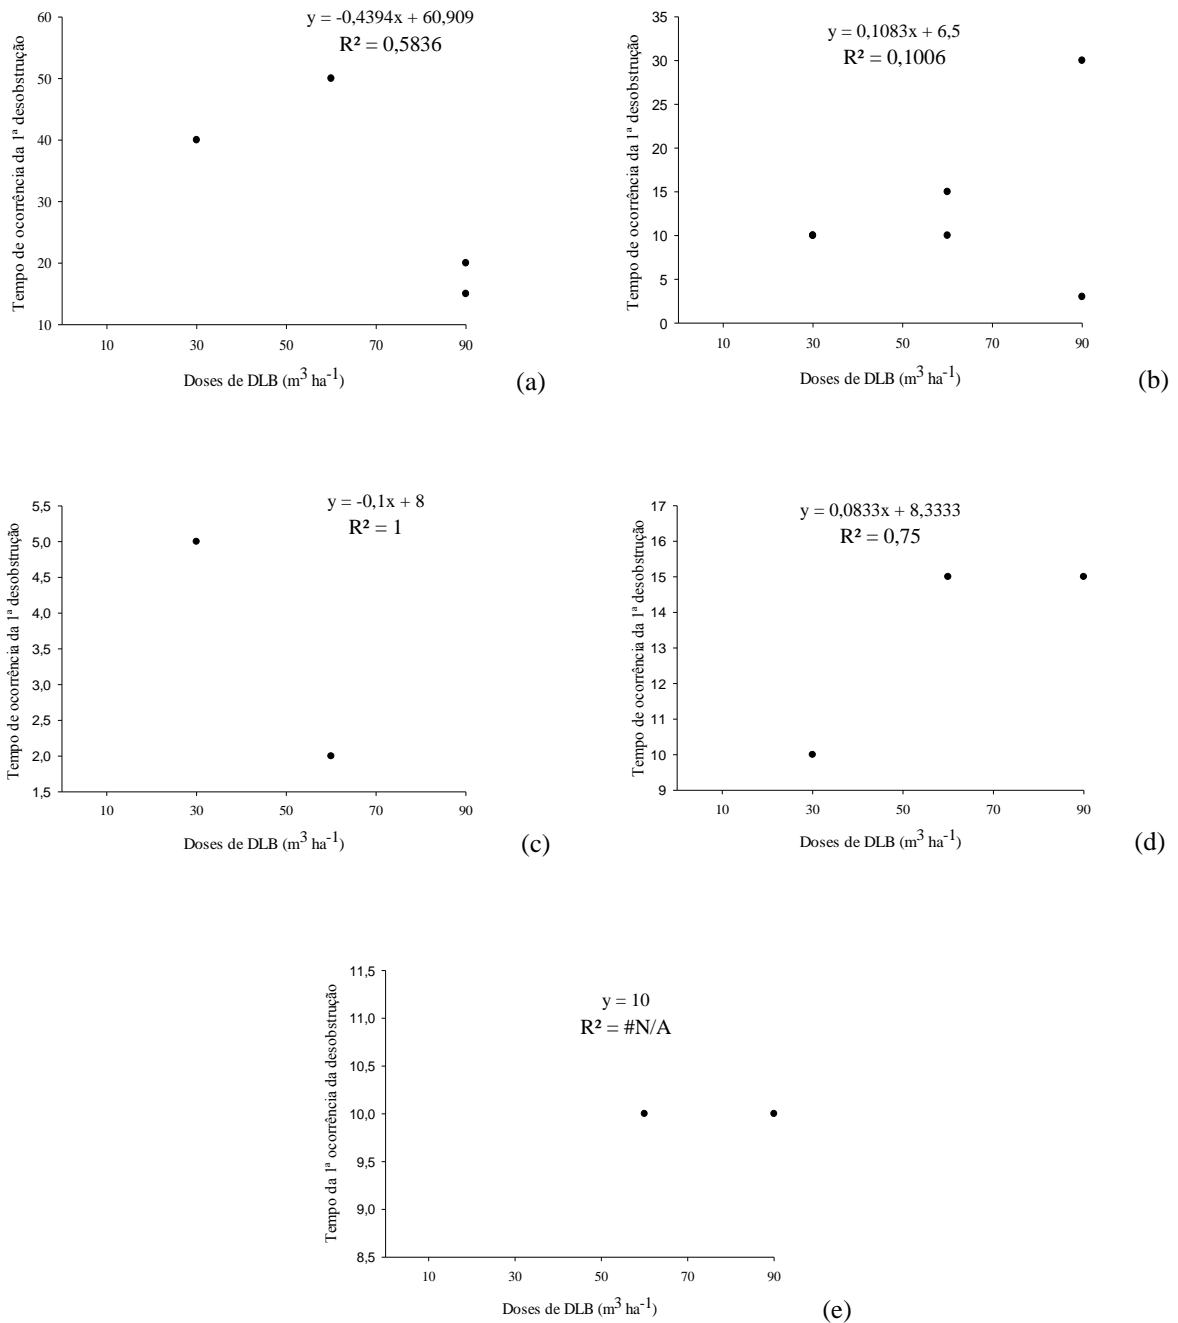 y = -0,4394x + 60,909
R² = 0,5836
60
50
40
30
20
10
Tempo de ocorrência da 1ª desobstrução
10 30 50 70 90
Doses de DLB (m³ ha⁻¹)
(a)
y = 0,1083x + 6,5
R² = 0,1006
35
30
25
20
15
10
5
0
Tempo de ocorrência da 1ª desobstrução
10 30 50 70 90
Doses de DLB (m³ ha⁻¹)
(b)
y = -0,1x + 8
R² = 1
5,5
5,0
4,5
4,0
3,5
3,0
2,5
2,0
1,5
Tempo de ocorrência da 1ª desobstrução
10 30 50 70 90
Doses de DLB (m³ ha⁻¹)
(c)
y = 0,0833x + 8,3333
R² = 0,75
17
16
15
14
13
12
11
10
9
Tempo de ocorrência da 1ª desobstrução
10 30 50 70 90
Doses de DLB (m³ ha⁻¹)
(d)
y = 10
R² = #N/A
11,5
11,0
10,5
10,0
9,5
9,0
8,5
Tempo da 1ª ocorrência da desobstrução
10 30 50 70 90
Doses de DLB (m³ ha⁻¹)
(e)